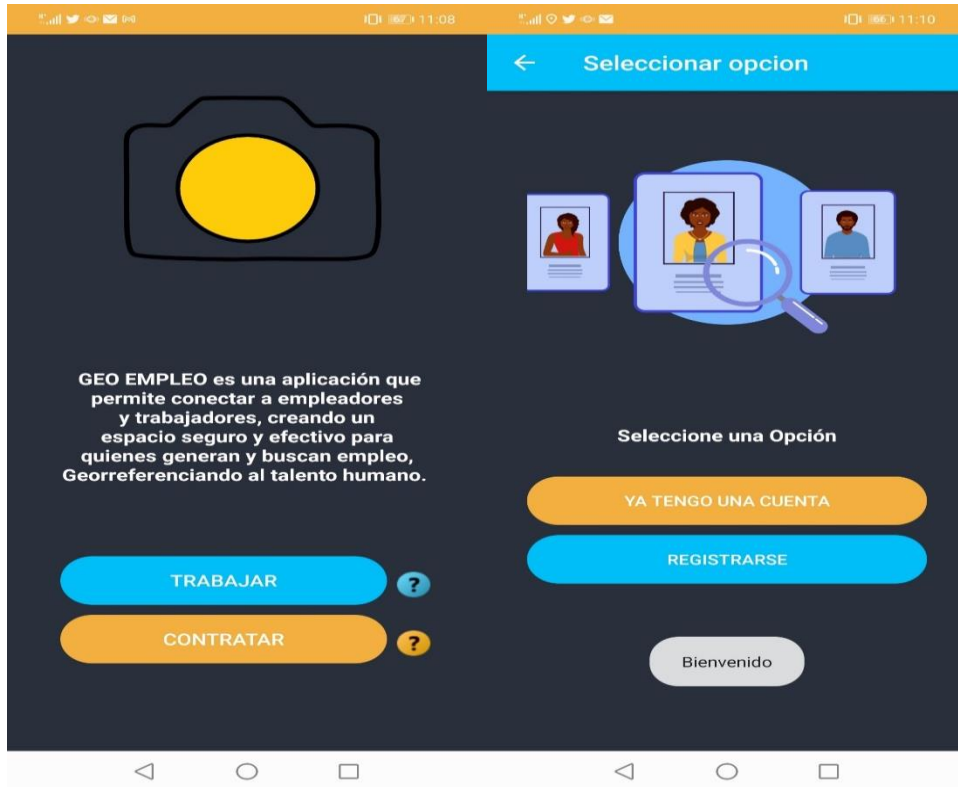 67 11:08
GEO EMPLEO es una aplicación que
permite conectar a empleadores
y trabajadores, creando un
espacio seguro y efectivo para
quienes generan y buscan empleo,
Georreferenciando al talento humano.
TRABAJAR ?
CONTRATAR ?
66 11:10
Seleccionar opcion
Seleccione una Opción
YA TENGO UNA CUENTA
REGISTRARSE
Bienvenido